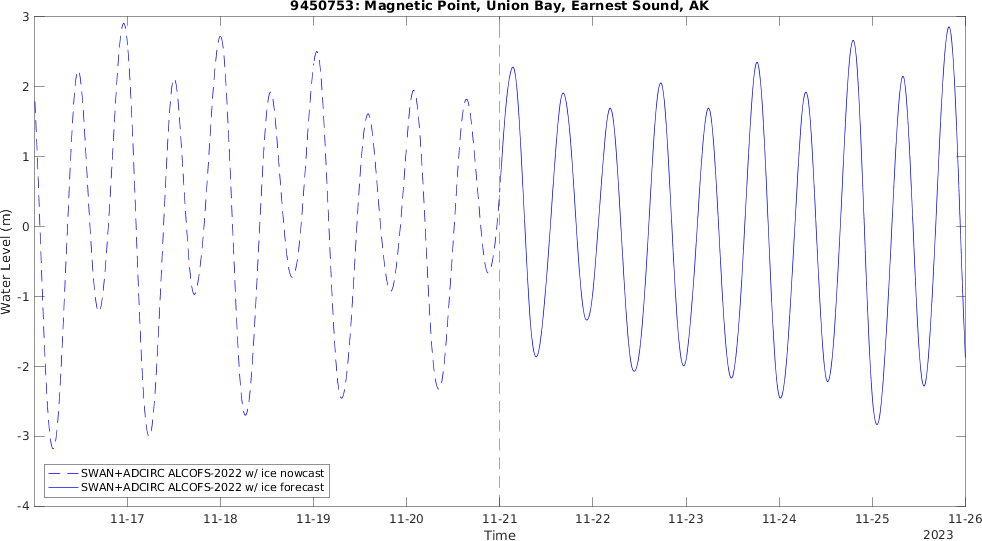 9450753: Magnetic Point, Union Bay, Earnest Sound, AK
3
2
1
0
-1
-2
-3
-4
Water Level (m)
SWAN+ADCIRC ALCOFS-2022 w/ ice nowcast
SWAN+ADCIRC ALCOFS-2022 w/ ice forecast
11-17 11-18 11-19 11-20 11-21 11-22 11-23 11-24 11-25 11-26
Time 2023